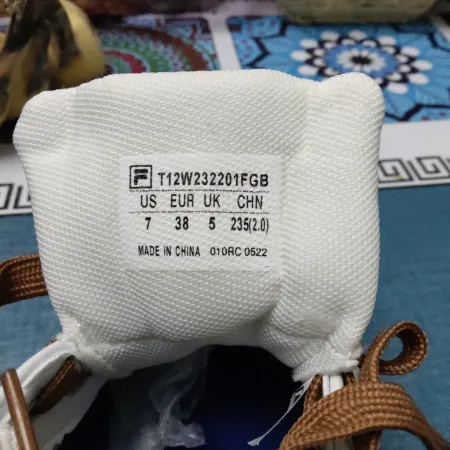 F T12W232201FGB
US EUR UK CHN
7 38 5 235(2.0)
MADE IN CHINA 010RC 0522